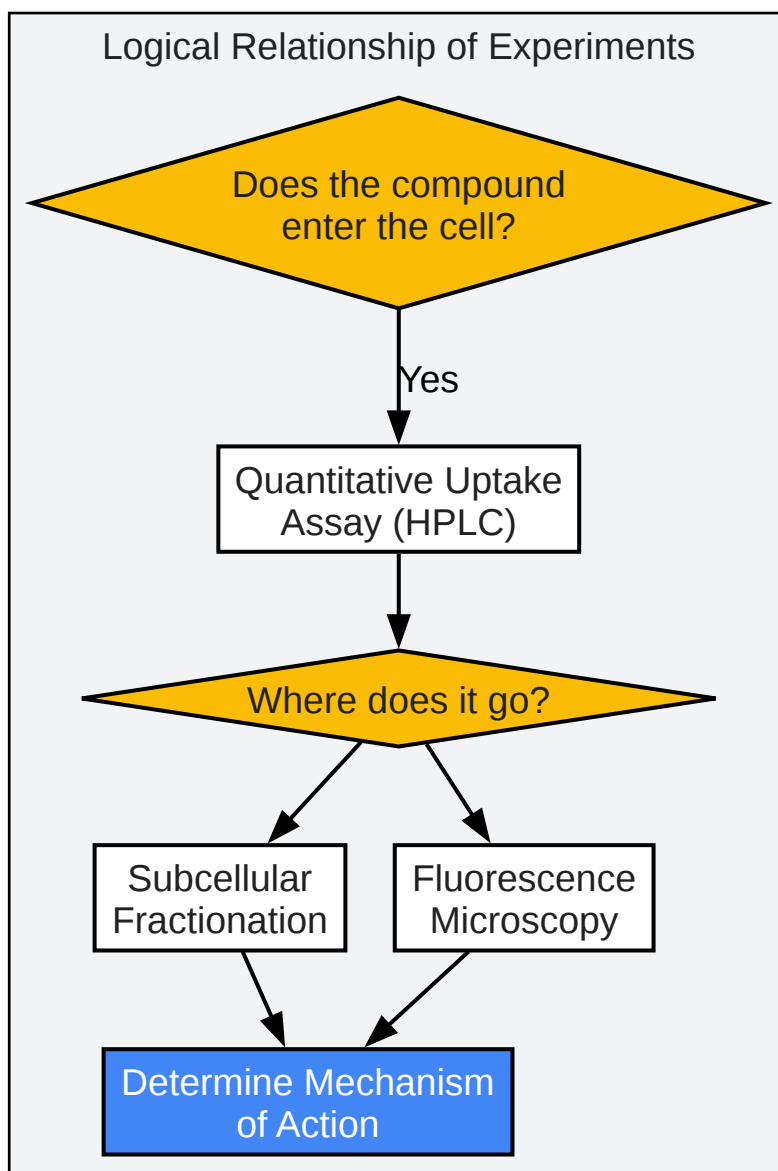 Logical Relationship of Experiments
Does the compound
enter the cell?
Yes
Quantitative Uptake
Assay (HPLC)
Where does it go?
Subcellular
Fractionation
Fluorescence
Microscopy
Determine Mechanism
of Action